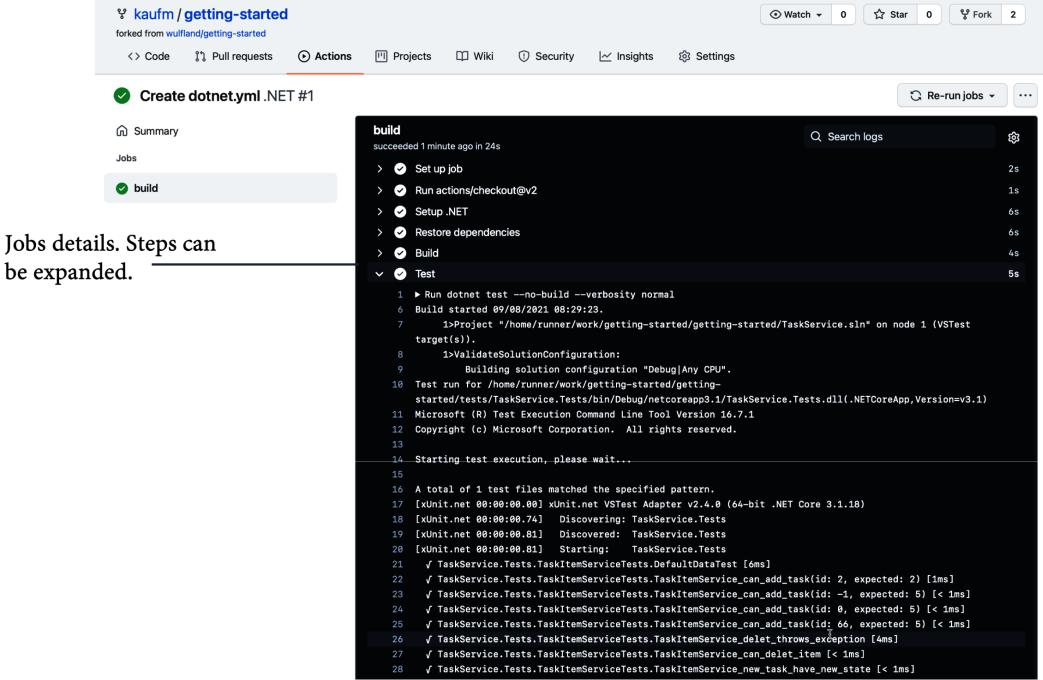 kaufm / getting-started
Watch 0 Star 0 Fork 2
forked from wulfland/getting-started
Code Pull requests Actions Projects Wiki Security Insights Settings
Create dotnet.yml .NET #1
Re-run jobs ...
Summary
Jobs
build
build
succeeded 1 minute ago in 24s
Search logs
Set up job 2s
Run actions/checkout@v2 1s
Setup .NET 6s
Restore dependencies 6s
Build 4s
Test 5s
Jobs details. Steps can
be expanded.
1 ▶ Run dotnet test --no-build --verbosity normal
6 Build started 09/08/2021 08:29:23.
7 1>Project "/home/runner/work/getting-started/getting-started/TaskService.sln" on node 1 (VSTest
target(s)).
8 1>ValidateSolutionConfiguration:
9 Building solution configuration "Debug|Any CPU".
10 Test run for /home/runner/work/getting-started/getting-
started/tests/TaskService.Tests/bin/Debug/netcoreapp3.1/TaskService.Tests.dll(.NETCoreApp,Version=v3.1)
11 Microsoft (R) Test Execution Command Line Tool Version 16.7.1
12 Copyright (c) Microsoft Corporation. All rights reserved.
13
14 Starting test execution, please wait...
15
16 A total of 1 test files matched the specified pattern.
17 [xUnit.net 00:00:00.00] xUnit.net VSTest Adapter v2.4.0 (64-bit .NET Core 3.1.18)
18 [xUnit.net 00:00:00.74] Discovering: TaskService.Tests
19 [xUnit.net 00:00:00.81] Discovered: TaskService.Tests
20 [xUnit.net 00:00:00.81] Starting: TaskService.Tests
21 √ TaskService.Tests.TaskItemServiceTests.DefaultDataTest [6ms]
22 √ TaskService.Tests.TaskItemServiceTests.TaskItemService_can_add_task(id: 2, expected: 2) [1ms]
23 √ TaskService.Tests.TaskItemServiceTests.TaskItemService_can_add_task(id: -1, expected: 5) [< 1ms]
24 √ TaskService.Tests.TaskItemServiceTests.TaskItemService_can_add_task(id: 0, expected: 5) [< 1ms]
25 √ TaskService.Tests.TaskItemServiceTests.TaskItemService_can_add_task(id: 66, expected: 5) [< 1ms]
26 √ TaskService.Tests.TaskItemServiceTests.TaskItemService_delet_throws_exception [4ms]
27 √ TaskService.Tests.TaskItemServiceTests.TaskItemService_can_delet_item [< 1ms]
28 √ TaskService.Tests.TaskItemServiceTests.TaskItemService_new_task_have_new_state [< 1ms]